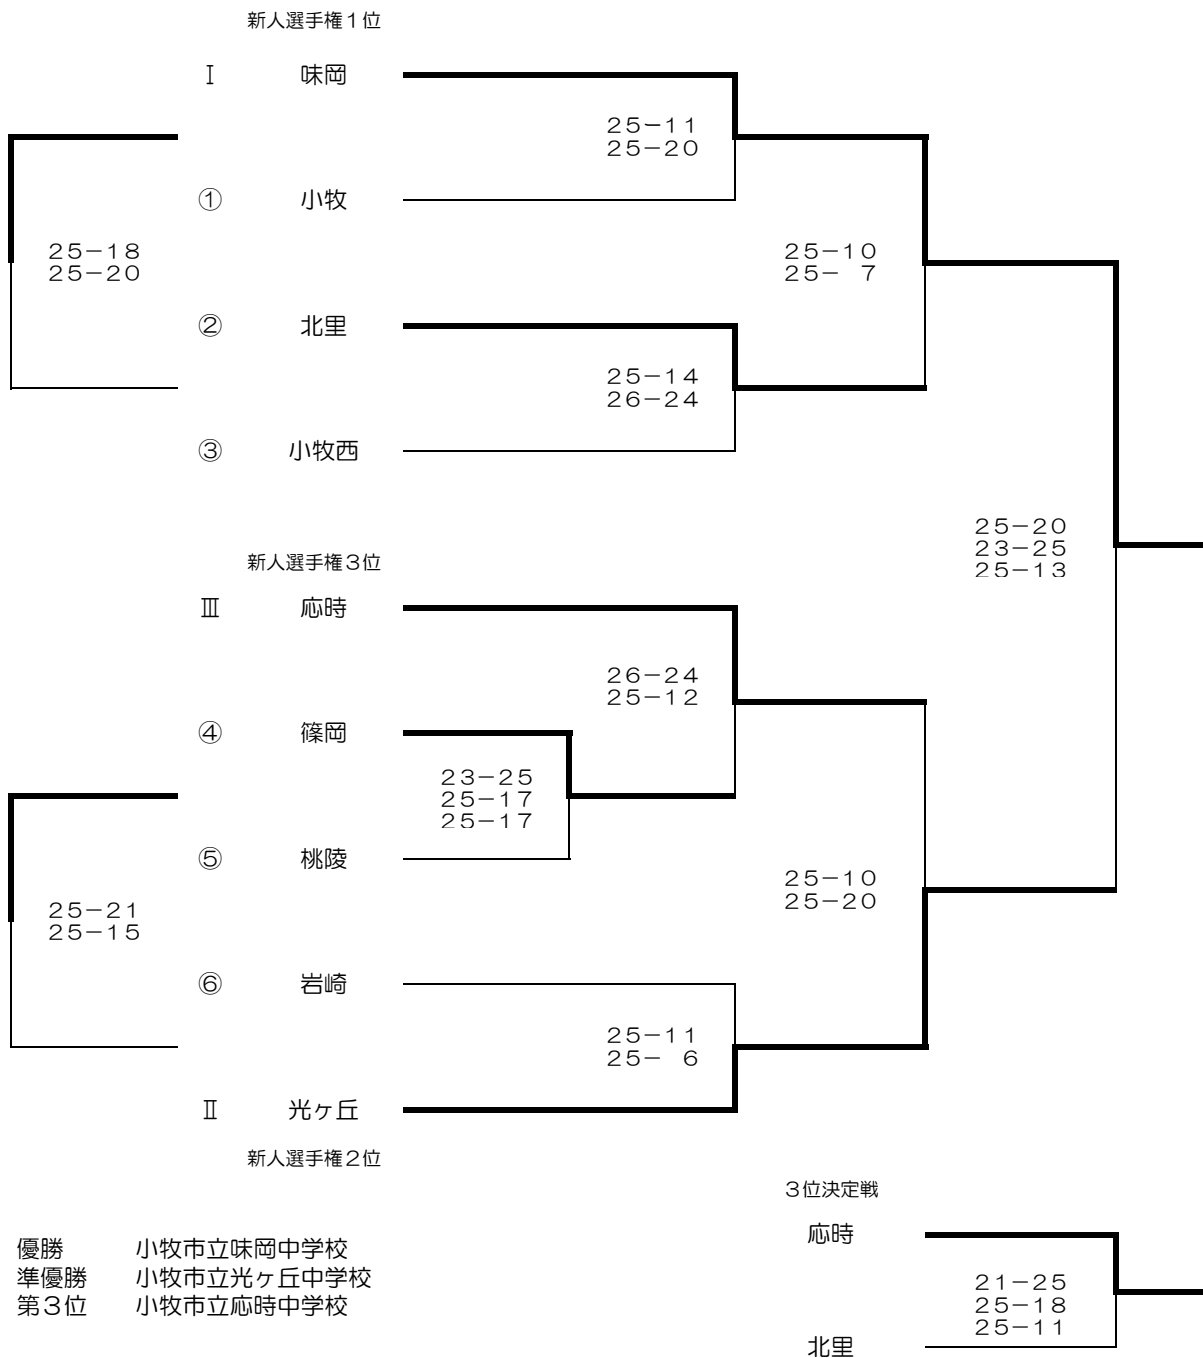 新人選手権１位
Ⅰ 味岡
２５－１１
２５－２０
① 小牧
２５－１８
２５－２０
２５－１０
２５－ ７
② 北里
２５－１４
２６－２４
③ 小牧西
２５－２０
２３－２５
２５－１３
新人選手権３位
Ⅲ 応時
２６－２４
２５－１２
④ 篠岡
２３－２５
２５－１７
２５－１７
⑤ 桃陵
２５－１０
２５－２０
２５－２１
２５－１５
⑥ 岩崎
２５－１１
２５－ ６
Ⅱ 光ヶ丘
新人選手権２位
３位決定戦
応時
２１－２５
２５－１８
２５－１１
北里
優勝 小牧市立味岡中学校
準優勝 小牧市立光ヶ丘中学校
第３位 小牧市立応時中学校